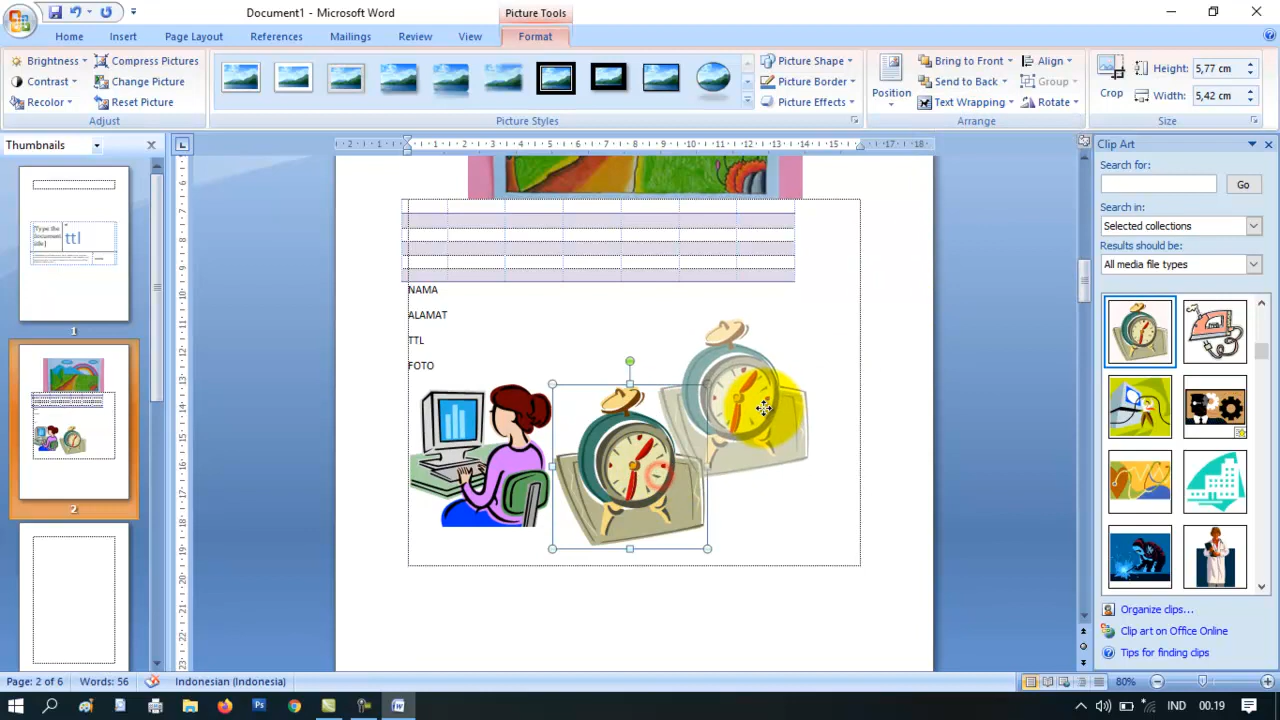 Document1 - Microsoft Word
Picture Tools
Home
Insert
Page Layout
References
Mailings
Review
View
Format
Brightness
Compress Pictures
Contrast
Change Picture
Recolor
Reset Picture
Adjust
Picture Shape
Picture Border
Picture Effects
Picture Styles
Position
Bring to Front
Send to Back
Text Wrapping
Align
Group
Rotate
Arrange
Crop
Height: 5,77 cm
Width: 5,42 cm
Size
Thumbnails
1
2
ttl
NAMA
ALAMAT
TTL
FOTO
Clip Art
Search for:
Go
Search in:
Selected collections
Results should be:
All media file types
Organize clips...
Clip art on Office Online
Tips for finding clips
Page: 2 of 6
Words: 56
Indonesian (Indonesia)
80%
IND
00.19